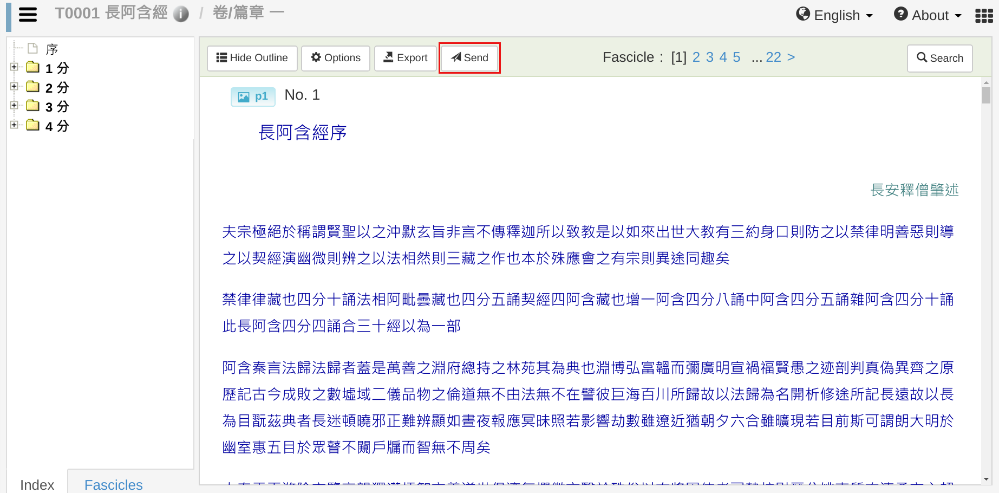 T0001 長阿含經 / 卷/篇章 一
English
About
序
1 分
2 分
3 分
4 分
Hide Outline
Options
Export
Send
Fascicle : [1] 2 3 4 5 ... 22 >
Search
p1 No. 1
長阿含經序
長安釋僧肇述
夫宗極絕於稱謂賢聖以之沖默玄旨非言不傳釋迦所以致教是以如來出世大教有三約身口則防之以禁律明善惡則導
之以契經演幽微則辨之以法相然則三藏之作也本於殊應會之有宗則異途同趣矣
禁律律藏也四分十誦法相阿毗曇藏也四分五誦契經四阿含藏也增一阿含四分八誦中阿含四分五誦雜阿含四分十誦
此長阿含四分四誦合三十經以為一部
阿含秦言法歸法歸者蓋是萬善之淵府總持之林苑其為典也淵博弘富韞而彌廣明宣禍福賢愚之迹剖判真偽異齊之原
歷記古今成敗之數墟域二儀品物之倫道無不由法無不在譬彼巨海百川所歸故以法歸為名開析修途所記長遠故以長
為目翫茲典者長迷頓曉邪正難辨顯如晝夜報應冥昧照若影響劫數雖遼近猶朝夕六合雖曠現若目前斯可謂朗大明於
幽室惠五目於眾瞽不闚戶牖而智無不周矣
Index
Fascicles